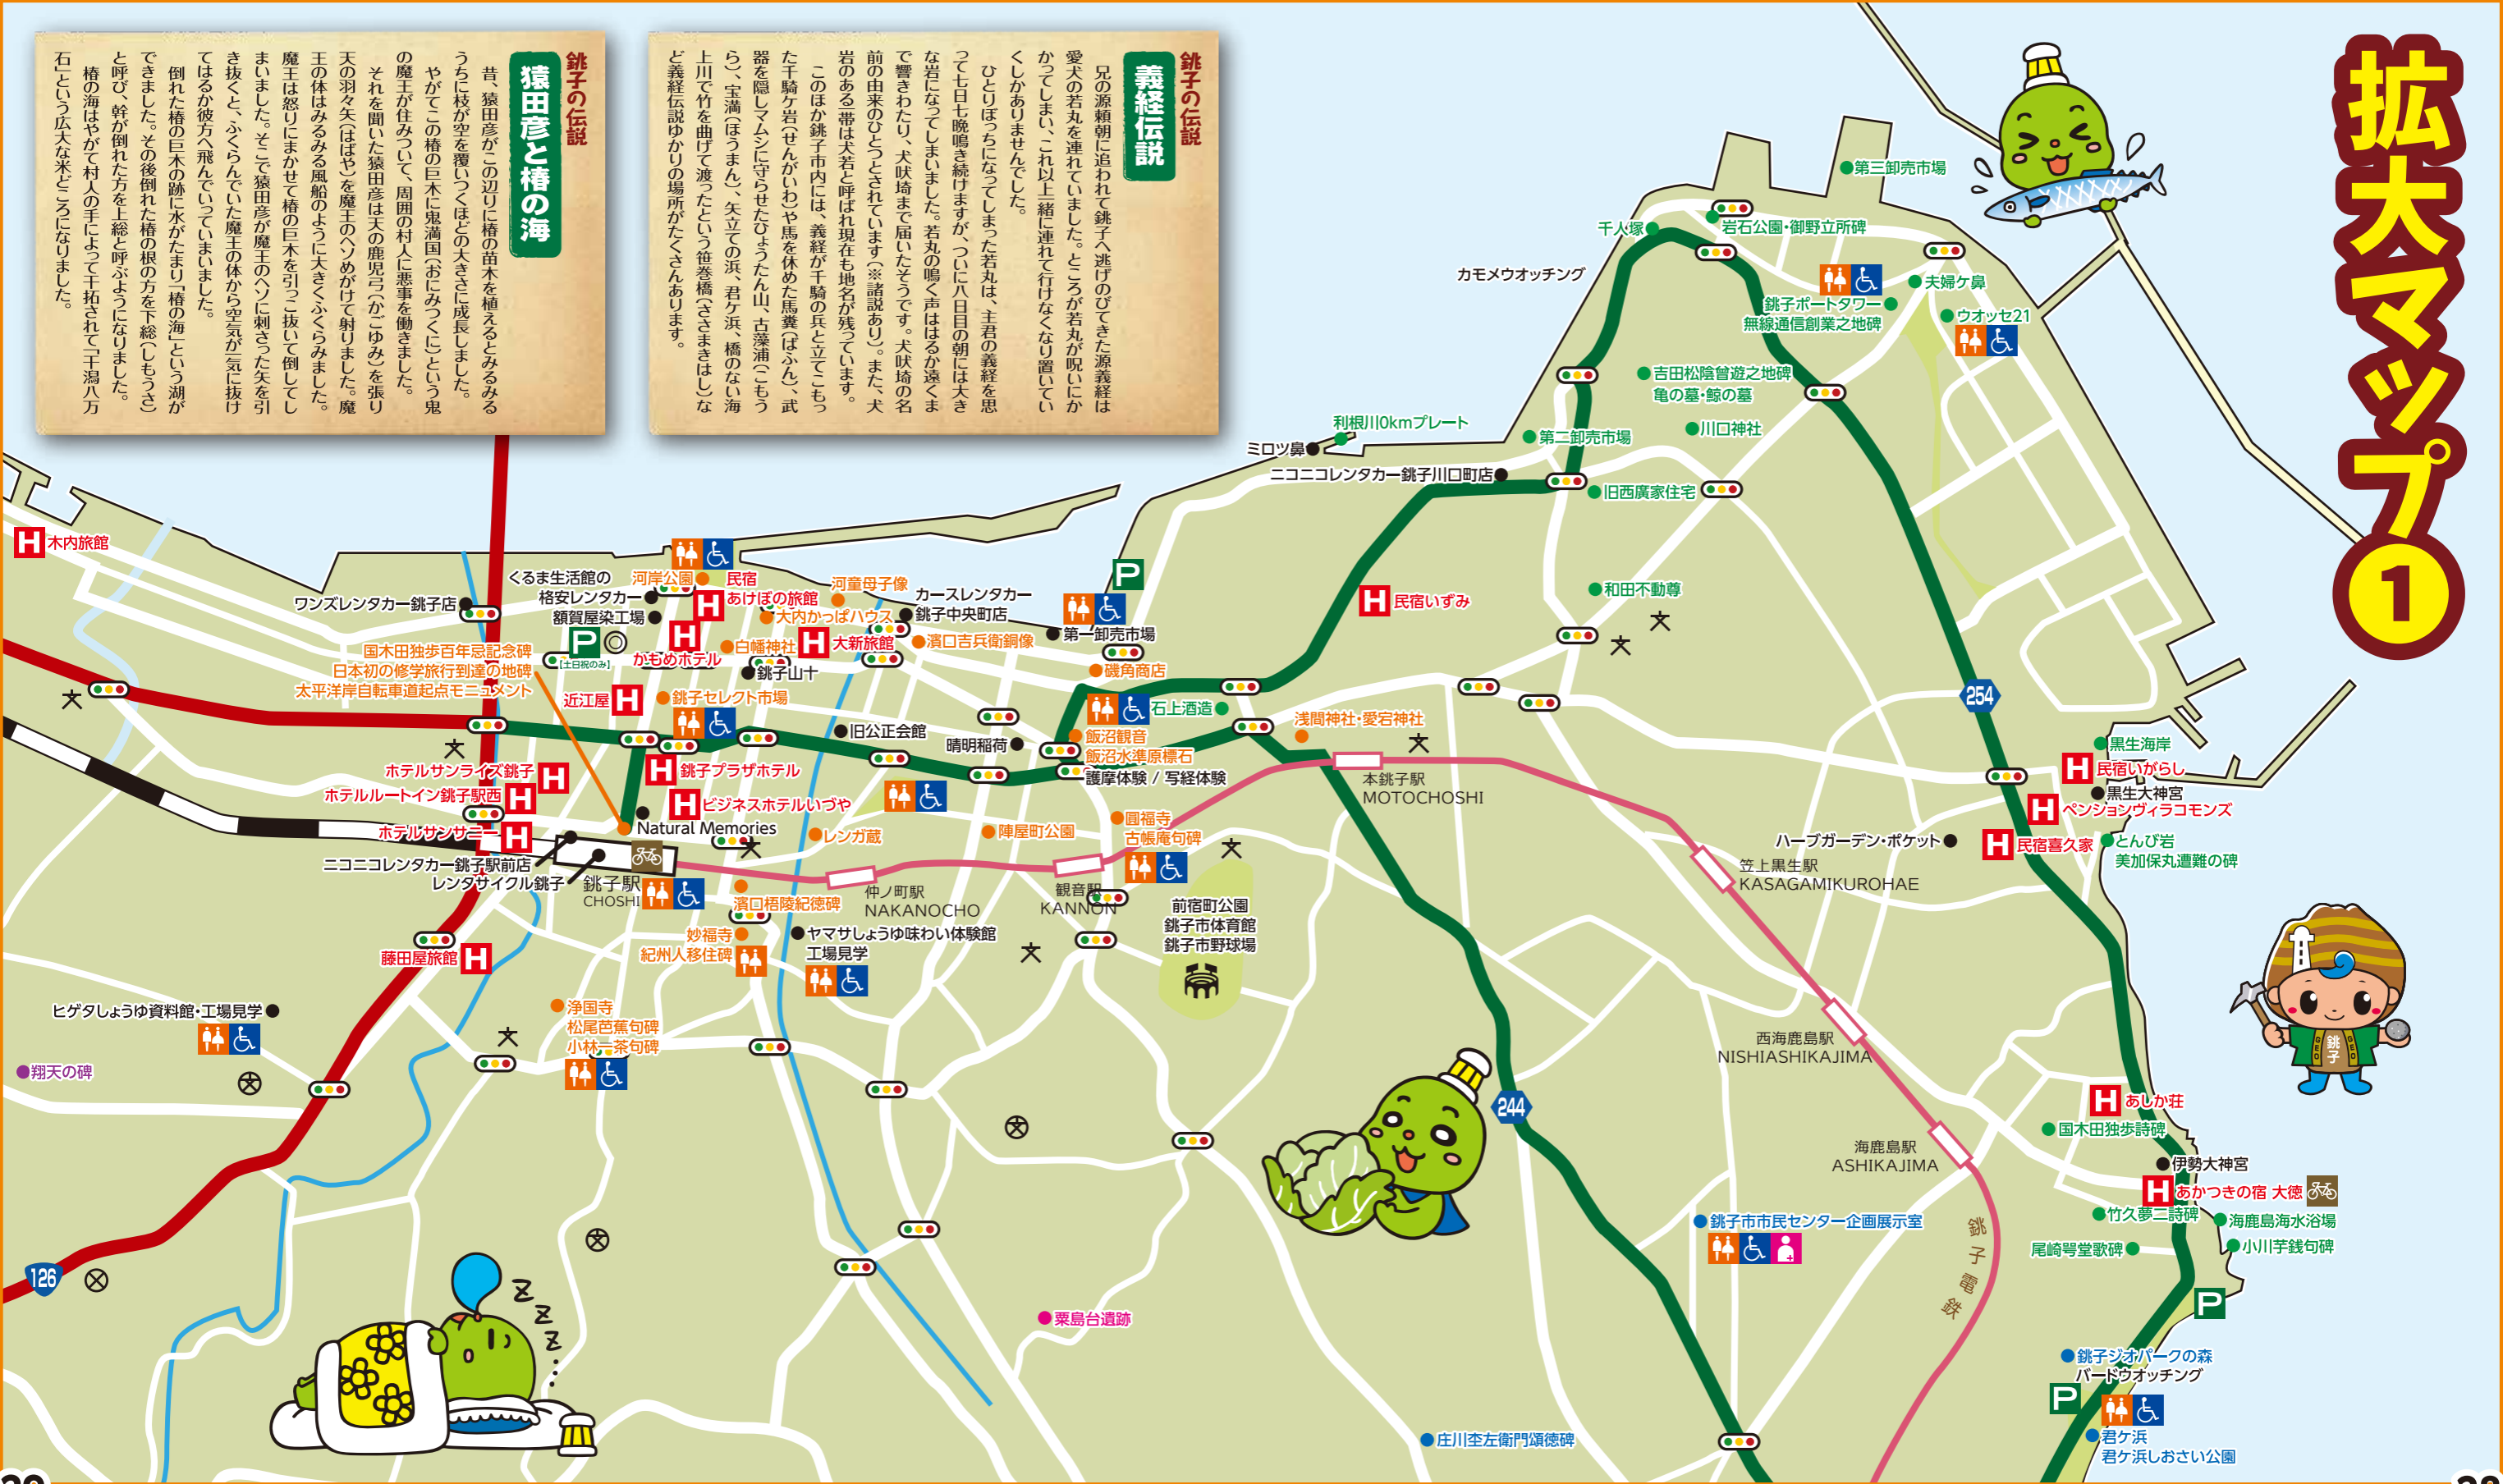 拡大マップ1
銚子の伝説
義経伝説
兄の源頼朝に追われて銚子へ逃げのびてきた源義経は
愛犬の若丸を連れていました。ところが若丸が呪いにか
かってしまい、これ以上一緒に連れて行けなくなり置いてい
くしかありませんでした。
ひとりぼっちになってしまった若丸は、主君の義経を思
って七日七晩鳴き続けますが、ついに八日目の朝には大き
な岩になってしまいました。若丸の鳴く声ははるか遠くま
で響きわたり、犬吠埼まで届いたそうです。犬吠埼の名
前の由来のひとつとされています(※諸説あり)。また、犬
岩のある一帯は犬若と呼ばれ現在も地名が残っています。
このほか銚子市内には、義経が千騎の兵と立てこもっ
た千騎ケ岩(せんがいわ)や馬を休めた馬糞(ばふん)、武
器を隠しマムシに守らせたひょうたん山、古藻浦(こもう
ら)、宝満(ほうまん)、矢立ての浜、君ケ浜、橋のない海
上川で竹を曲げて渡ったという笹巻橋(ささまきはし)な
ど義経伝説ゆかりの場所がたくさんあります。
銚子の伝説
猿田彦と椿の海
昔、猿田彦がこの辺りに椿の苗木を植えるとみるみる
うちに枝が空を覆いつくほどの大きさに成長しました。
やがてこの椿の巨木に鬼満国(おにみつくに)という鬼
の魔王が住みついて、周囲の村人に悪事を働きました。
それを聞いた猿田彦は天の鹿児弓(かごゆみ)を張り
天の羽々矢(はばや)を魔王のヘソめがけて射りました。魔
王の体はみるみる風船のように大きくふくらみました。
魔王は怒りにまかせて椿の巨木を引っこ抜いて倒してし
まいました。そこで猿田彦が魔王のヘソに刺さった矢を引
き抜くと、ふくらんでいた魔王の体から空気が一気に抜け
てはるか彼方へ飛んでいってしまいました。
倒れた椿の巨木の跡に水がたまり「椿の海」という湖が
できました。その後倒れた椿の根の方を下総(しもうさ)
と呼び、幹が倒れた方を上総と呼ぶようになりました。
椿の海はやがて村人の手によって干拓されて「干潟八万
石」という広大な米どころになりました。
第三卸売市場
千人塚
岩石公園・御野立所碑
カモメウオッチング
夫婦ケ鼻
銚子ポートタワー
無線通信創業之地碑
ウオッセ21
吉田松陰曾遊之地碑
亀の墓・鯨の墓
川口神社
利根川0kmプレート
ミロツ鼻
第二卸売市場
ニコニコレンタカー銚子川口町店
旧西廣家住宅
木内旅館
くるま生活館の
格安レンタカー
河岸公園
民宿
あけぼの旅館
河童母子像
カースレンタカー
銚子中央町店
P
民宿いずみ
和田不動尊
ワンズレンタカー銚子店
額賀屋染工場
大内かっぱハウス
P
[土日祝のみ]
かもめホテル
白幡神社
大新旅館
濱口吉兵衛銅像
第一卸売市場
国木田独歩百年忌記念碑
日本初の修学旅行到達の地碑
太平洋岸自転車道起点モニュメント
銚子山十
磯角商店
近江屋
銚子セレクト市場
石上酒造
浅間神社・愛宕神社
旧公正会館
晴明稲荷
飯沼観音
飯沼水準原標石
護摩体験 / 写経体験
254
黒生海岸
民宿いがらし
黒生大神宮
ペンションヴィラコモンズ
ホテルサンライズ銚子
銚子プラザホテル
ホテルルートイン銚子駅西
ビジネスホテルいづや
本銚子駅
MOTOCHOSHI
ホテルサンサニー
Natural Memories
レンガ蔵
陣屋町公園
圓福寺
古帳庵句碑
ハーブガーデン・ポケット
民宿喜久家
とんび岩
美加保丸遭難の碑
笠上黒生駅
KASAGAMIKUROHAE
ニコニコレンタカー銚子駅前店
レンタサイクル銚子
銚子駅
CHOSHI
濱口梧陵紀徳碑
仲ノ町駅
NAKANOCHO
観音駅
KANNON
前宿町公園
銚子市体育館
銚子市野球場
妙福寺
紀州人移住碑
ヤマサしょうゆ味わい体験館
工場見学
藤田屋旅館
ヒゲタしょうゆ資料館・工場見学
浄国寺
松尾芭蕉句碑
小林一茶句碑
翔天の碑
西海鹿島駅
NISHIASHIKAJIMA
銚子
GEO
GEO
244
あしか荘
国木田独歩詩碑
海鹿島駅
ASHIKAJIMA
伊勢大神宮
あかつきの宿 大徳
竹久夢二詩碑
海鹿島海水浴場
尾崎咢堂歌碑
小川芋銭句碑
銚子市市民センター企画展示室
銚子電鉄
126
P
粟島台遺跡
銚子ジオパークの森
バードウオッチング
P
君ケ浜
君ケ浜しおさい公園
庄川杢左衛門頌徳碑
zzz...